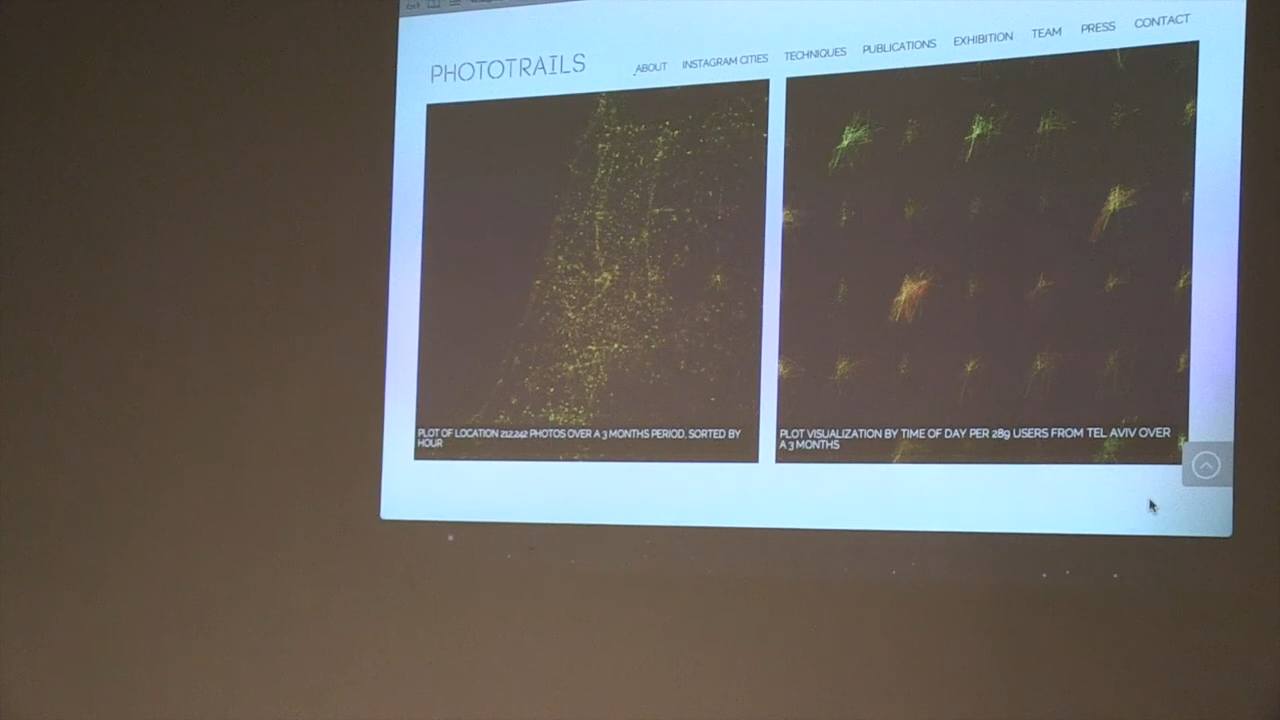 PHOTOTRAILS
ABOUT INSTAGRAM CITIES TECHNIQUES PUBLICATIONS EXHIBITION TEAM PRESS CONTACT
PLOT OF LOCATION 212,242 PHOTOS OVER A 3 MONTHS PERIOD, SORTED BY
HOUR
PLOT VISUALIZATION BY TIME OF DAY PER 289 USERS FROM TEL AVIV OVER
A 3 MONTHS